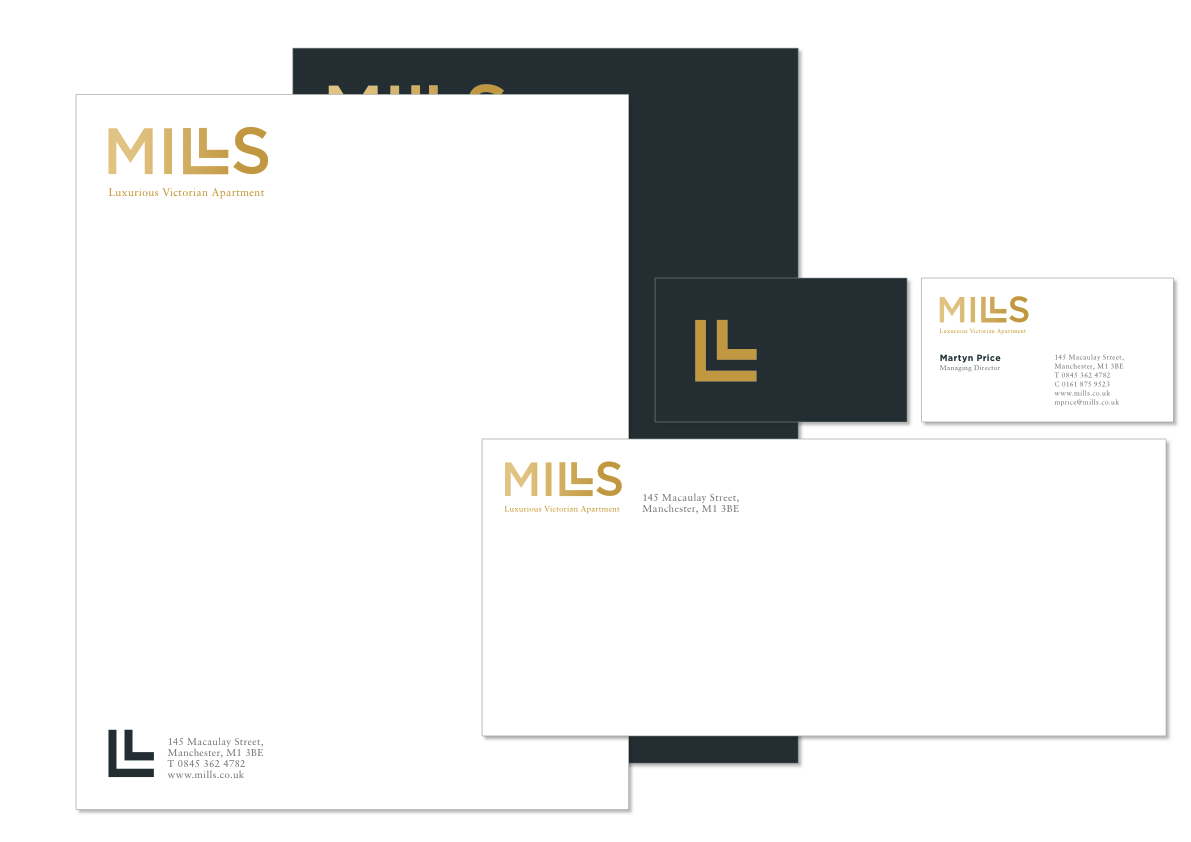 MILLS
MILLS
Luxurious Victorian Apartment
145 Macaulay Street,
Manchester, M1 3BE
T 0845 362 4782
www.mills.co.uk
MILLS
Luxurious Victorian Apartment
Martyn Price
Managing Director
145 Macaulay Street,
Manchester, M1 3BE
T 0845 362 4782
C 0161 875 9523
www.mills.co.uk
mprice@mills.co.uk
MILLS
Luxurious Victorian Apartment
145 Macaulay Street,
Manchester, M1 3BE